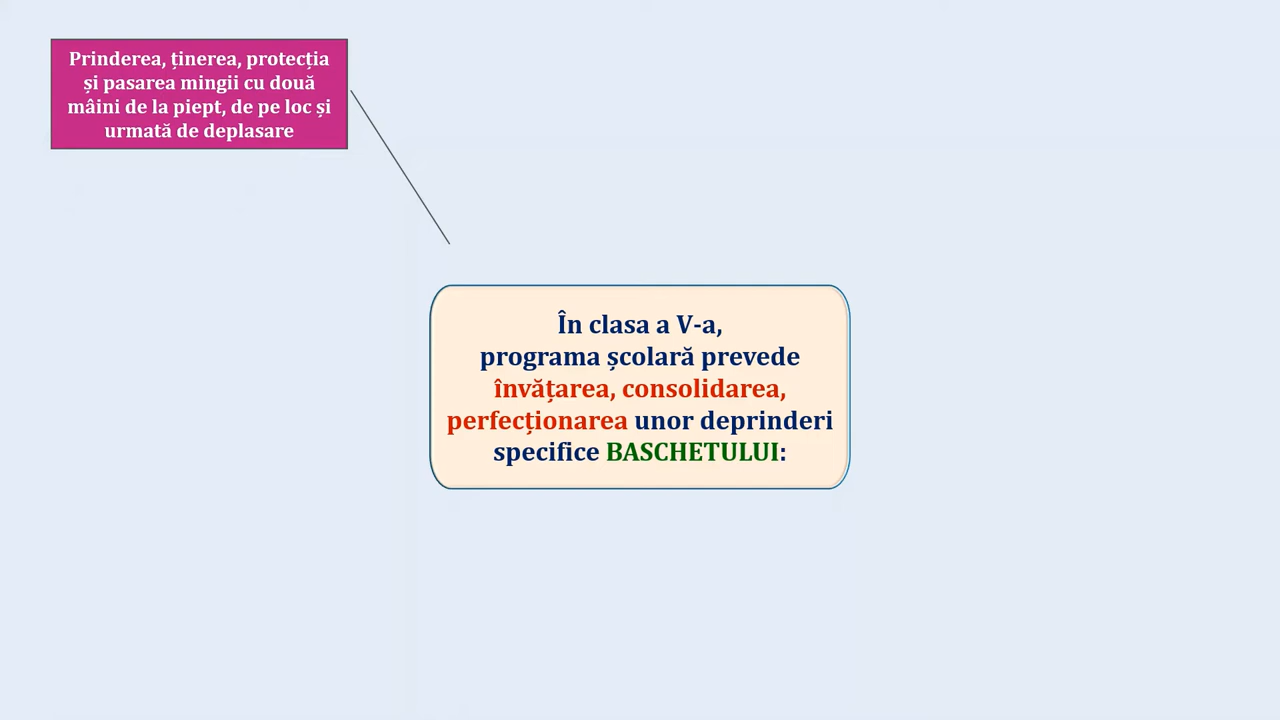 Prinderea, ținerea, protecția
și pasarea mingii cu două
mâini de la piept, de pe loc și
urmată de deplasare
În clasa a V-a,
programa școlară prevede
învățarea, consolidarea,
perfecționarea unor deprinderi
specifice BASCHETULUI: